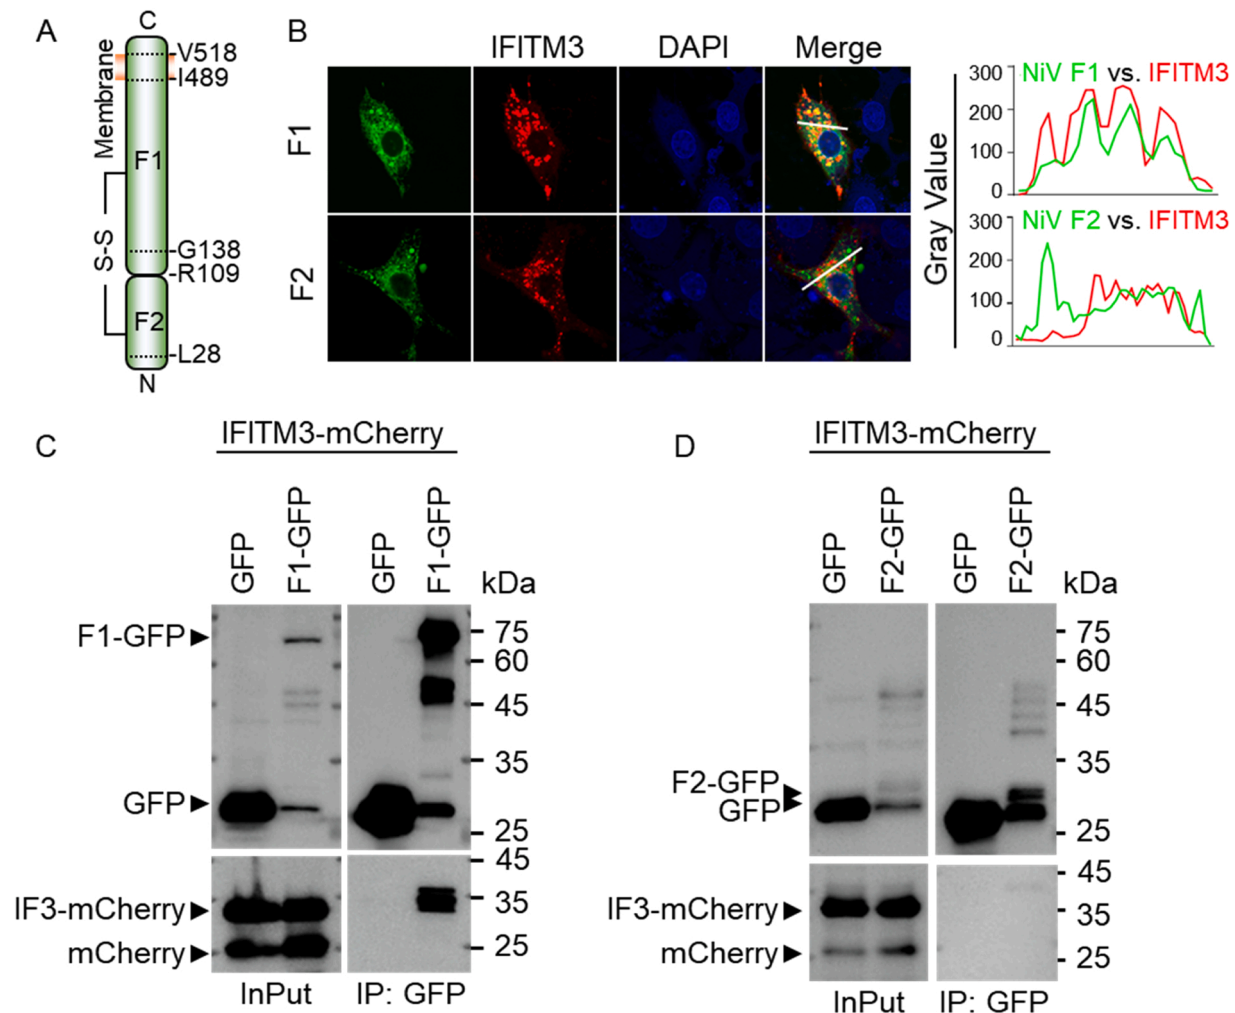 A
C
Membrane
V518
I489
F1
S-S
G138
R109
F2
L28
N
B
IFITM3 DAPI Merge
F1
F2
Gray Value
300
200
100
0
NiV F1 vs. IFITM3
300
200
100
0
NiV F2 vs. IFITM3
C
IFITM3-mCherry
GFP
F1-GFP
GFP
F1-GFP
kDa
F1-GFP
GFP
75
60
45
35
25
IF3-mCherry
mCherry
45
35
25
InPut IP: GFP
D
IFITM3-mCherry
GFP
F2-GFP
GFP
F2-GFP
kDa
F2-GFP
GFP
75
60
45
35
25
IF3-mCherry
mCherry
45
35
25
InPut IP: GFP